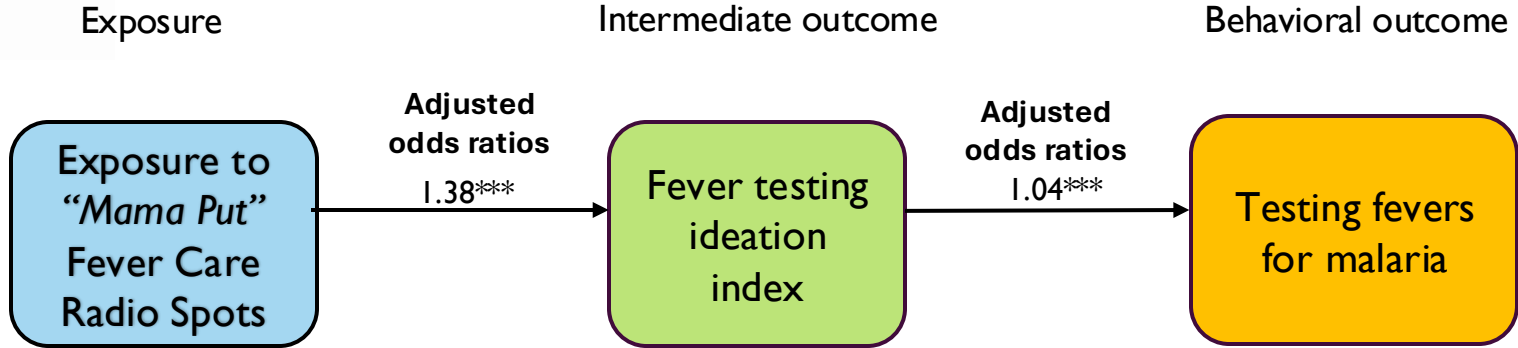 Exposure
Intermediate outcome
Behavioral outcome
Exposure to
“Mama Put”
Fever Care
Radio Spots
Adjusted
odds ratios
1.38***
Fever testing
ideation
index
Adjusted
odds ratios
1.04***
Testing fevers
for malaria